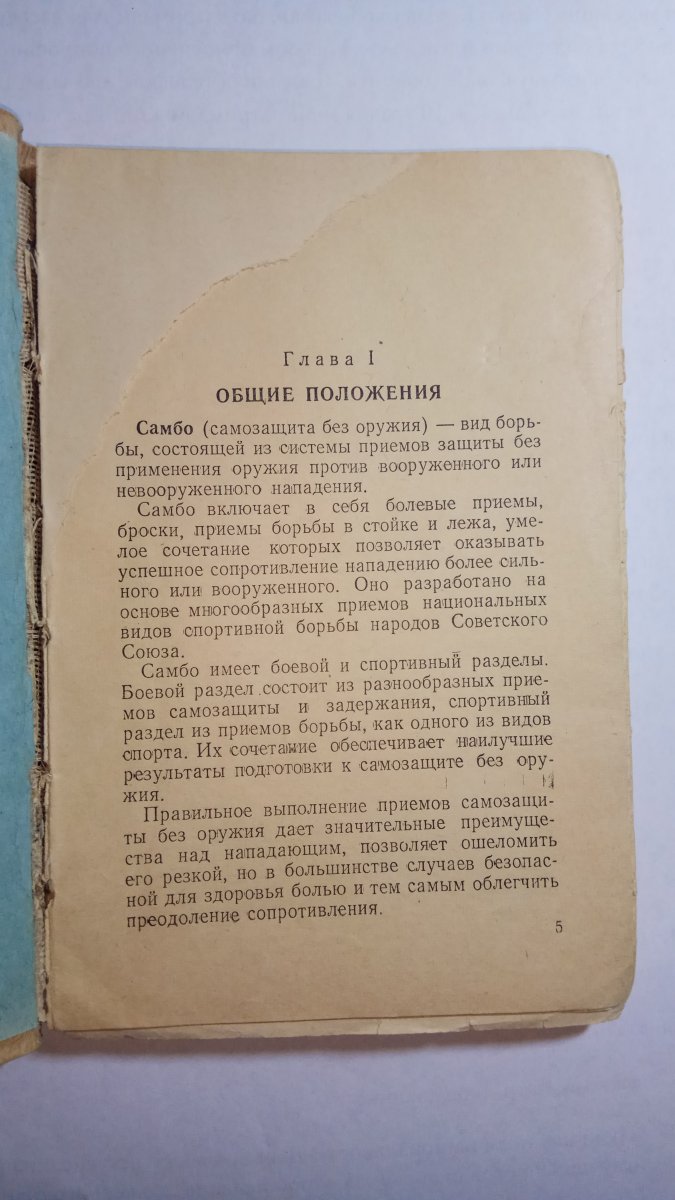 Глава I
ОБЩИЕ ПОЛОЖЕНИЯ
Самбо (самозащита без оружия) — вид борь-
бы, состоящей из системы приемов защиты без
применения оружия против вооруженного или
невооруженного нападения.
Самбо включает в себя болевые приемы,
броски, приемы борьбы в стойке и лежа, уме-
лое сочетание которых позволяет оказывать
успешное сопротивление нападению более силь-
ного или вооруженного. Оно разработано на
основе многообразных приемов национальных
видов спортивной борьбы народов Советского
Союза.
Самбо имеет боевой и спортивный разделы.
Боевой раздел состоит из разнообразных прие-
мов самозащиты и задержания, спортивный
раздел из приемов борьбы, как одного из видов
спорта. Их сочетание обеспечивает наилучшие
результаты подготовки к самозащите без ору-
жия.
Правильное выполнение приемов самозащи-
ты без оружия дает значительные преимуще-
ства над нападающим, позволяет ошеломить
его резкой, но в большинстве случаев безопас-
ной для здоровья болью и тем самым облегчить
преодоление сопротивления.
5